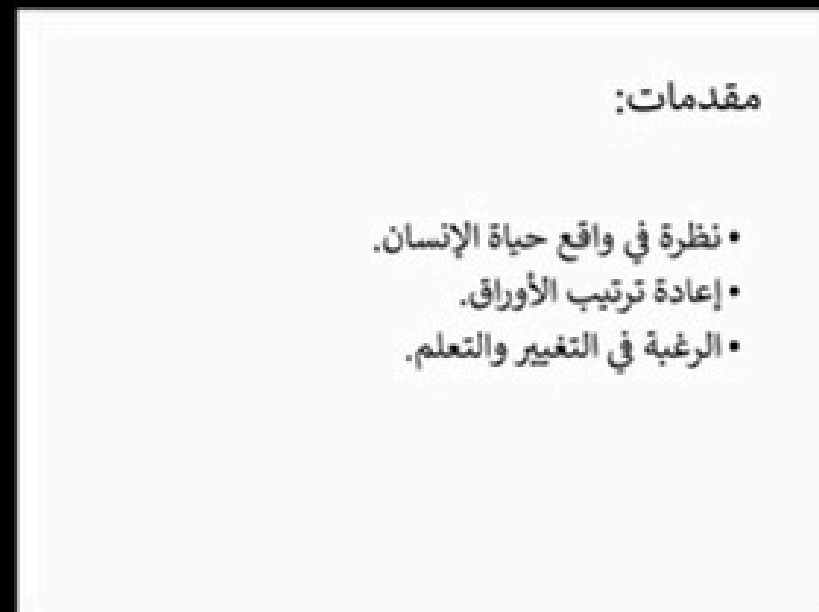 مقدمات:
• نظرة في واقع حياة الإنسان.
• إعادة ترتيب الأوراق.
• الرغبة في التغيير والتعلم.